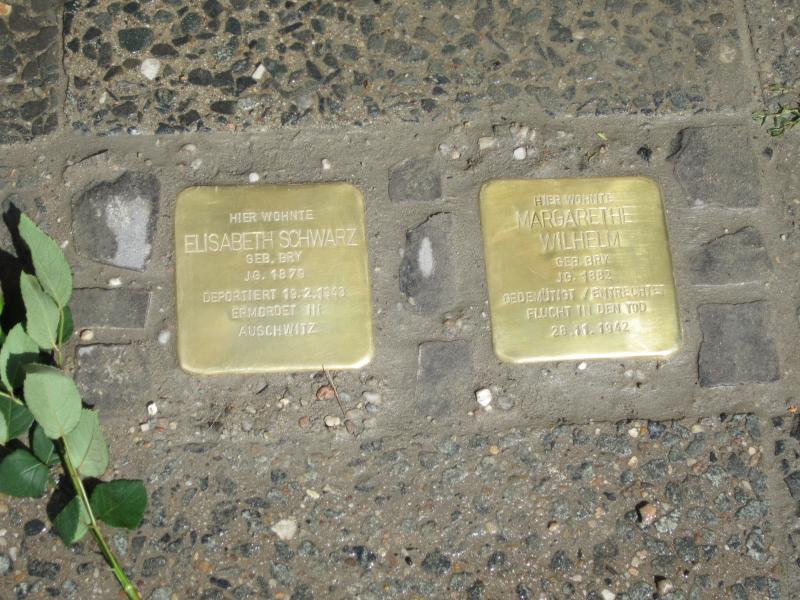 HIER WOHNTE
ELISABETH SCHWARZ
GEB. BRY
JG. 1879
DEPORTIERT 19.2.1943
ERMORDET IN
AUSCHWITZ
HIER WOHNTE
MARGARETHE
WILHELM
GEB. BRY
JG. 1882
GEDEMÜTIGT / ENTRECHTET
FLUCHT IN DEN TOD
28.11.1942